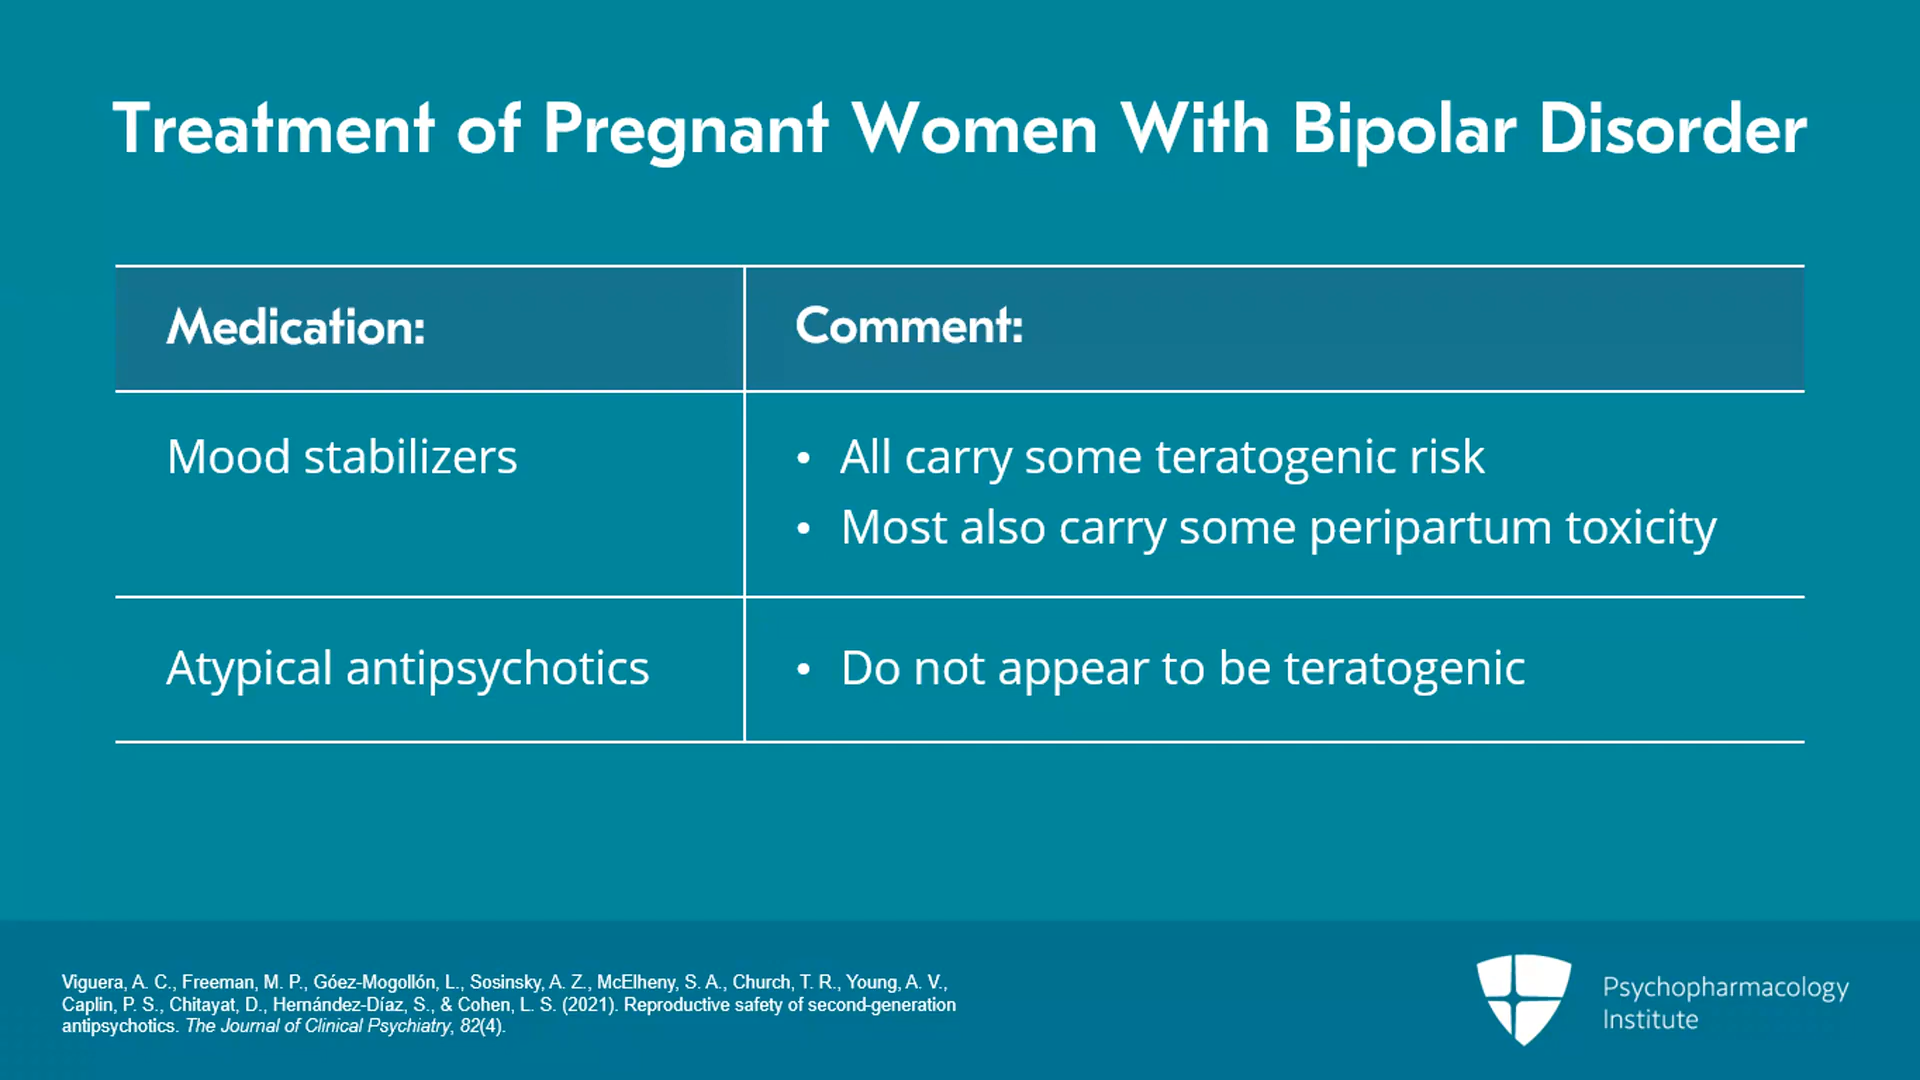 Treatment of Pregnant Women With Bipolar Disorder
Medication:
Comment:
Mood stabilizers
• All carry some teratogenic risk
• Most also carry some peripartum toxicity
Atypical antipsychotics
• Do not appear to be teratogenic
Viguera, A. C., Freeman, M. P., Góez-Mogollón, L., Sosinsky, A. Z., McElheny, S. A., Church, T. R., Young, A. V.,
Caplin, P. S., Chitayat, D., Hernández-Díaz, S., & Cohen, L. S. (2021). Reproductive safety of second-generation
antipsychotics. The Journal of Clinical Psychiatry, 82(4).
Psychopharmacology
Institute